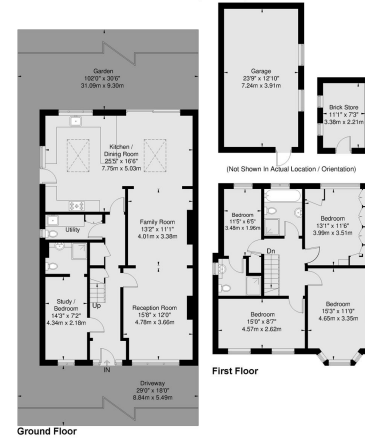 Garden
102'0" x 30'6"
31.09m x 9.30m
Kitchen /
Dining Room
25'5" x 16'6"
7.75m x 5.03m
Utility
Family Room
13'2" x 11'1"
4.01m x 3.38m
Study /
Bedroom
14'3" x 7'2"
4.34m x 2.18m
Up
Reception Room
15'8" x 12'0"
4.78m x 3.66m
IN
Driveway
29'0" x 18'0"
8.84m x 5.49m
Ground Floor
Garage
23'9" x 12'10"
7.24m x 3.91m
Brick Store
11'1" x 7'3"
3.38m x 2.21m
(Not Shown In Actual Location / Orientation)
Bedroom
11'5" x 6'5"
3.48m x 1.96m
Bedroom
13'1" x 11'6"
3.99m x 3.51m
Dn
Bedroom
15'0" x 8'7"
4.57m x 2.62m
Bedroom
15'3" x 11'0"
4.65m x 3.35m
First Floor